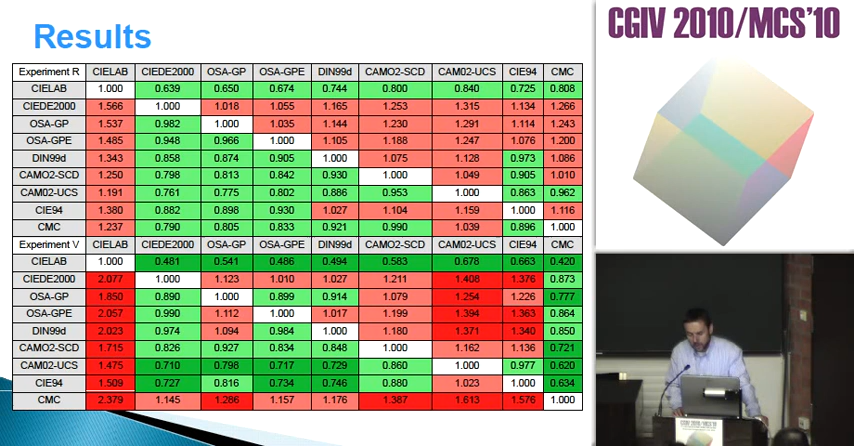 Results
CGIV 2010/MCS'10
Experiment R CIELAB CIEDE2000 OSA-GP OSA-GPE DIN99d CAMO2-SCD CAM02-UCS CIE94 CMC
CIELAB 1.000 0.639 0.650 0.674 0.744 0.800 0.840 0.725 0.808
CIEDE2000 1.566 1.000 1.018 1.055 1.165 1.253 1.315 1.134 1.266
OSA-GP 1.537 0.982 1.000 1.035 1.144 1.230 1.291 1.114 1.243
OSA-GPE 1.485 0.948 0.966 1.000 1.105 1.188 1.247 1.076 1.200
DIN99d 1.343 0.858 0.874 0.905 1.000 1.075 1.128 0.973 1.086
CAMO2-SCD 1.250 0.798 0.813 0.842 0.930 1.000 1.049 0.905 1.010
CAM02-UCS 1.191 0.761 0.775 0.802 0.886 0.953 1.000 0.863 0.962
CIE94 1.380 0.882 0.898 0.930 1.027 1.104 1.159 1.000 1.116
CMC 1.237 0.790 0.805 0.833 0.921 0.990 1.039 0.896 1.000
Experiment V CIELAB CIEDE2000 OSA-GP OSA-GPE DIN99d CAMO2-SCD CAM02-UCS CIE94 CMC
CIELAB 1.000 0.481 0.541 0.486 0.494 0.583 0.678 0.663 0.420
CIEDE2000 2.077 1.000 1.123 1.010 1.027 1.211 1.408 1.376 0.873
OSA-GP 1.850 0.890 1.000 0.899 0.914 1.079 1.254 1.226 0.777
OSA-GPE 2.057 0.990 1.112 1.000 1.017 1.199 1.394 1.363 0.864
DIN99d 2.023 0.974 1.094 0.984 1.000 1.180 1.371 1.340 0.850
CAMO2-SCD 1.715 0.826 0.927 0.834 0.848 1.000 1.162 1.136 0.721
CAM02-UCS 1.475 0.710 0.798 0.717 0.729 0.860 1.000 0.977 0.620
CIE94 1.509 0.727 0.816 0.734 0.746 0.880 1.023 1.000 0.634
CMC 2.379 1.145 1.286 1.157 1.176 1.387 1.613 1.576 1.000
CGIV 2010/MCS'10